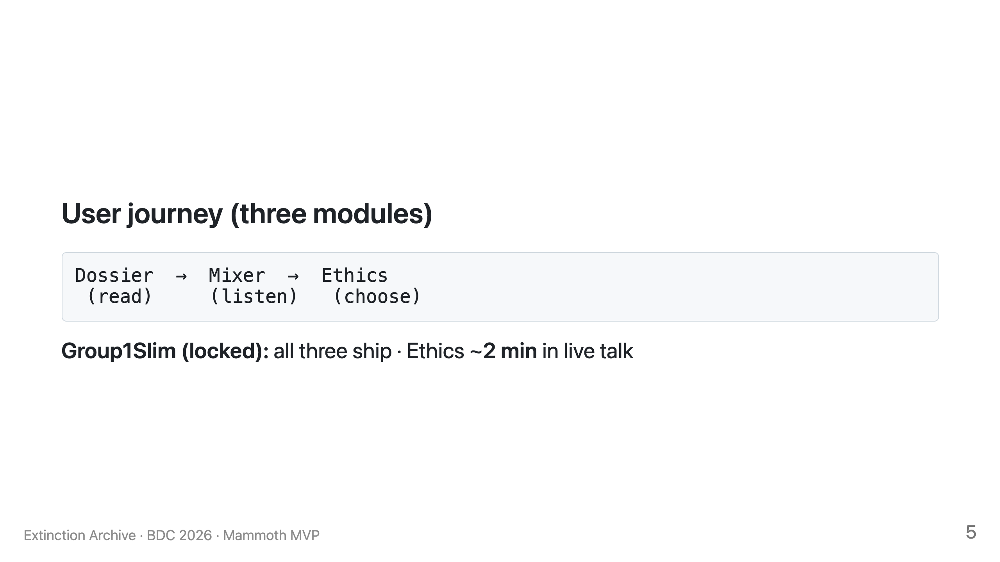 User journey (three modules)
Dossier → Mixer → Ethics
(read) (listen) (choose)
Group1Slim (locked): all three ship · Ethics ~2 min in live talk
Extinction Archive · BDC 2026 · Mammoth MVP
5